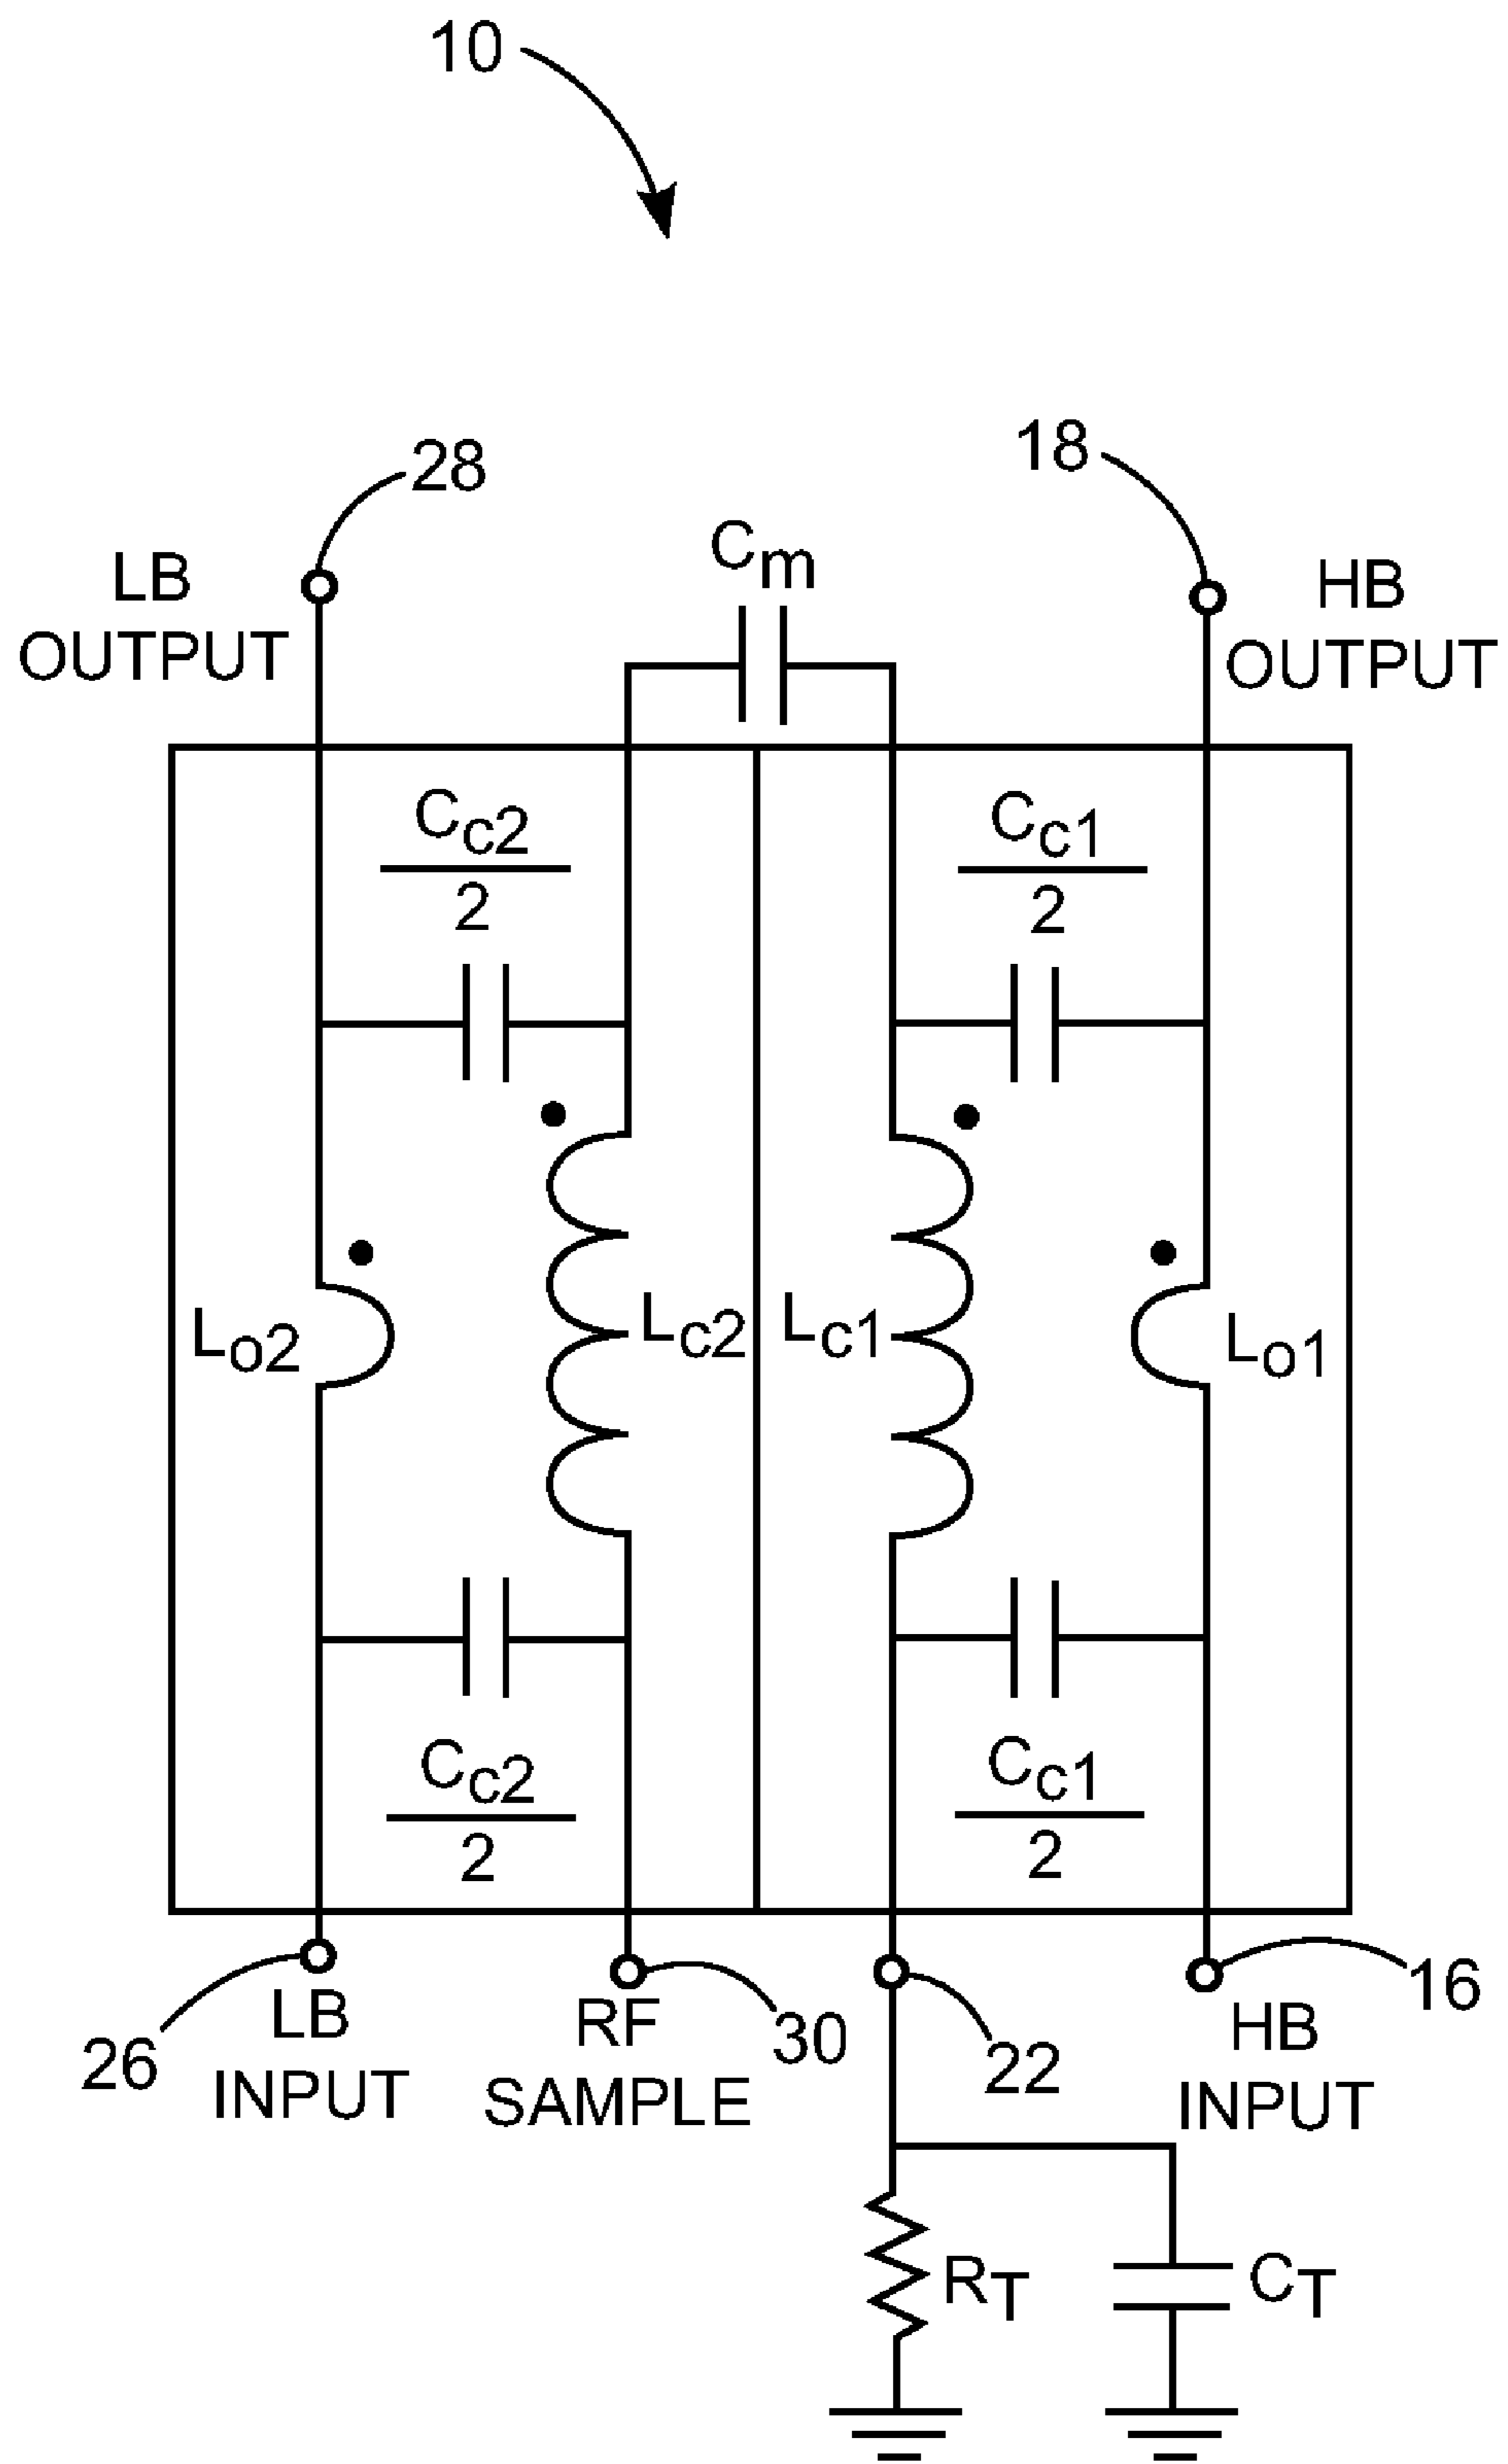 10
28
18
LB
OUTPUT
Cm
HB
OUTPUT
Cc2
2
Cc1
2
Lo2
Lc2
Lc1
Lo1
Cc2
2
Cc1
2
26
LB
INPUT
RF
SAMPLE
30
22
HB
INPUT
16
RT
CT